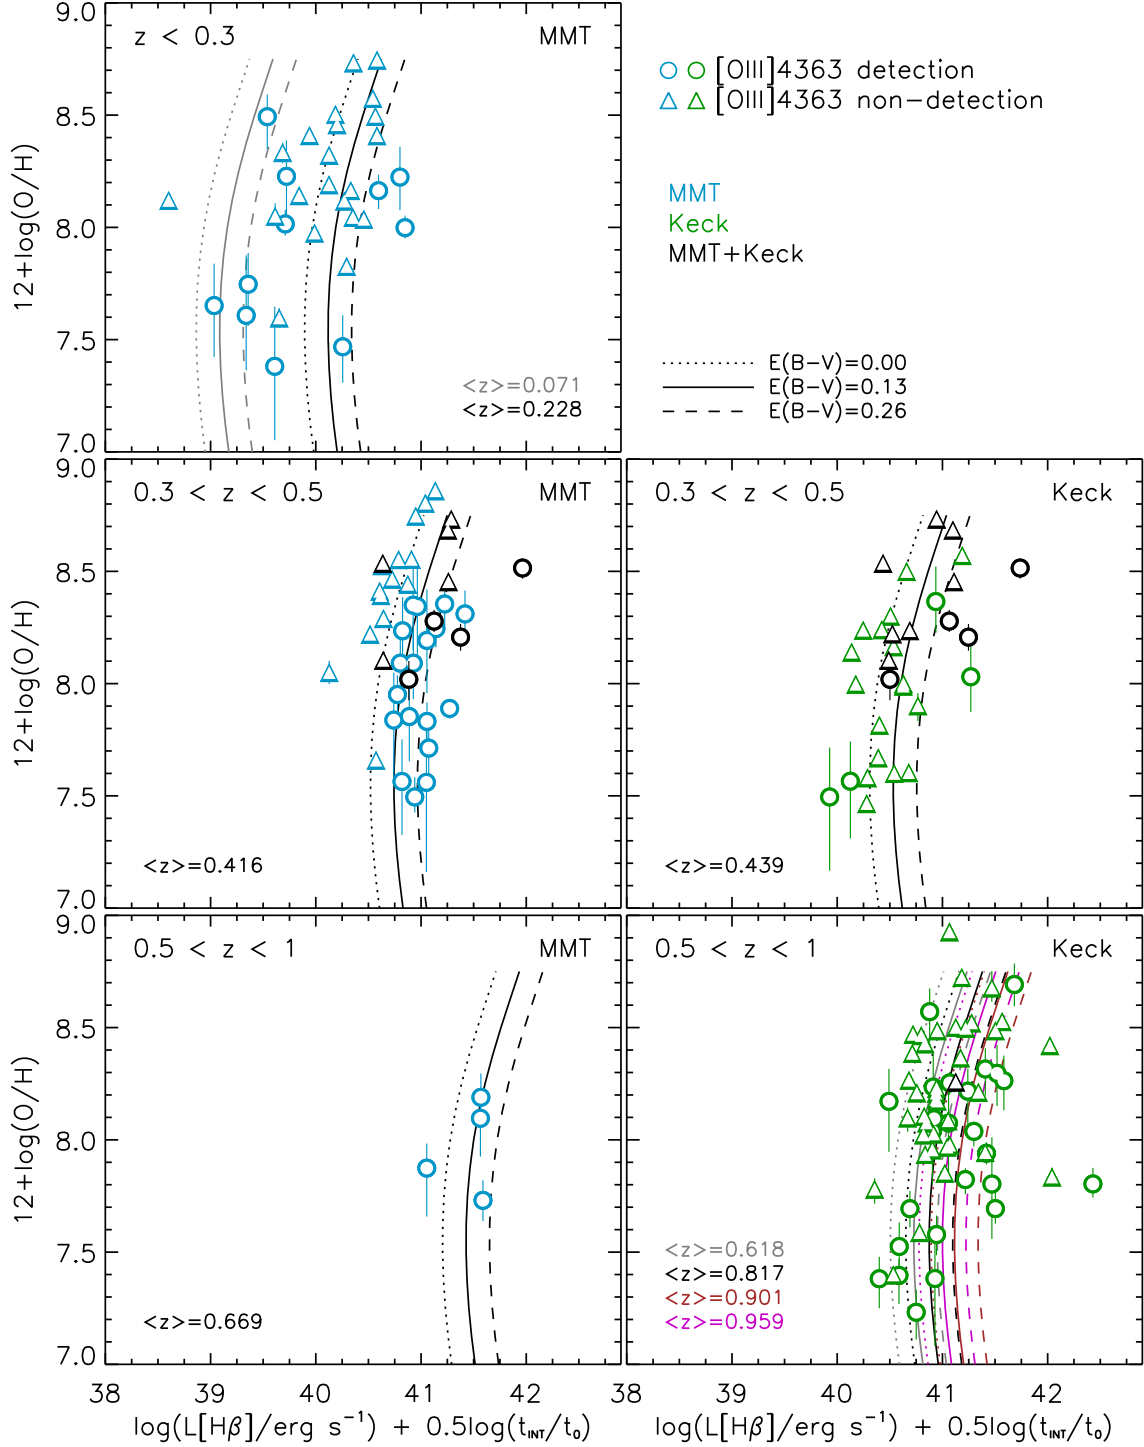 z < 0.3 MMT
[OIII]4363 detection
[OIII]4363 non-detection
MMT
Keck
MMT+Keck
E(B-V)=0.00
E(B-V)=0.13
E(B-V)=0.26
<z>=0.071
<z>=0.228
12+log(O/H)
9.0
8.5
8.0
7.5
7.0
0.3 < z < 0.5 MMT
<z>=0.416
12+log(O/H)
9.0
8.5
8.0
7.5
7.0
0.3 < z < 0.5 Keck
<z>=0.439
0.5 < z < 1 MMT
<z>=0.669
12+log(O/H)
9.0
8.5
8.0
7.5
7.0
0.5 < z < 1 Keck
<z>=0.618
<z>=0.817
<z>=0.901
<z>=0.959
38 39 40 41 42
40 41 42
log(L[Hβ]/erg s⁻¹) + 0.5log(t_INT/t_0)
log(L[Hβ]/erg s⁻¹) + 0.5log(t_INT/t_0)